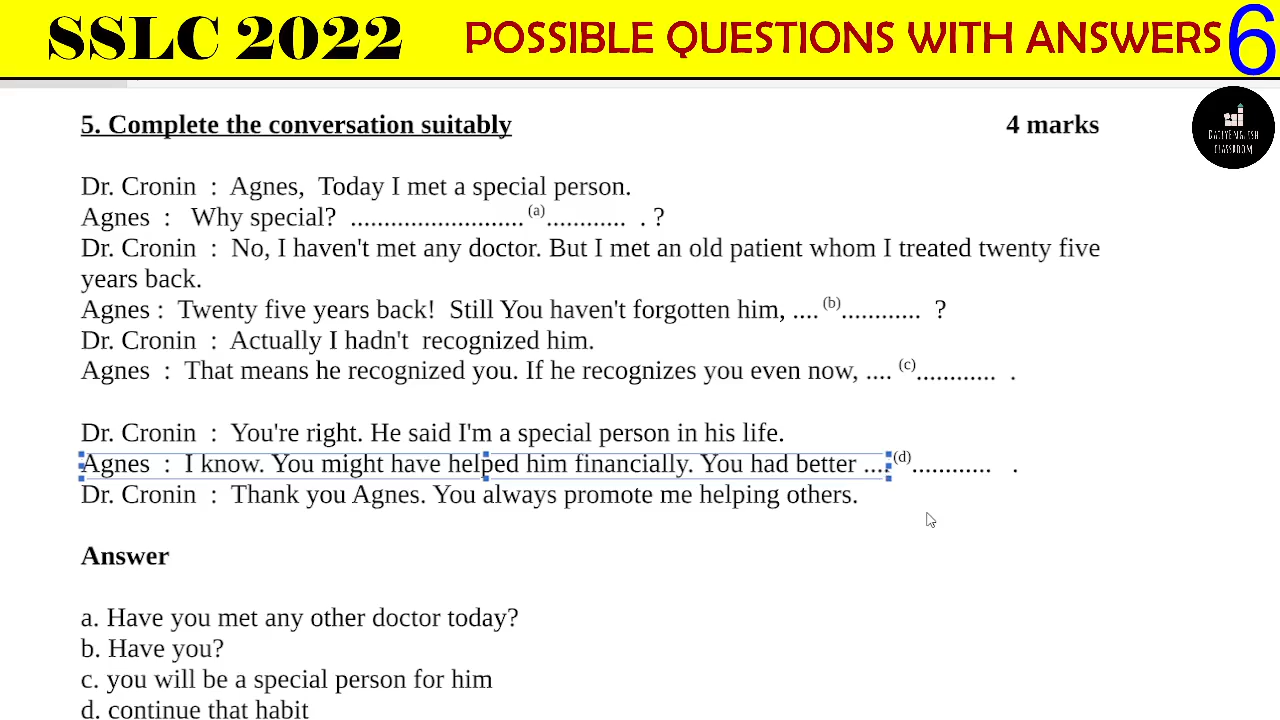 SSLC 2022 POSSIBLE QUESTIONS WITH ANSWERS 6
DAILY ENGLISH
CLASSROOM
5. Complete the conversation suitably 4 marks
Dr. Cronin : Agnes, Today I met a special person.
Agnes : Why special? .......................... (a)............ . ?
Dr. Cronin : No, I haven't met any doctor. But I met an old patient whom I treated twenty five
years back.
Agnes : Twenty five years back! Still You haven't forgotten him, .... (b)............ ?
Dr. Cronin : Actually I hadn't recognized him.
Agnes : That means he recognized you. If he recognizes you even now, .... (c)............ .
Dr. Cronin : You're right. He said I'm a special person in his life.
Agnes : I know. You might have helped him financially. You had better .... (d)............ .
Dr. Cronin : Thank you Agnes. You always promote me helping others.
Answer
a. Have you met any other doctor today?
b. Have you?
c. you will be a special person for him
d. continue that habit